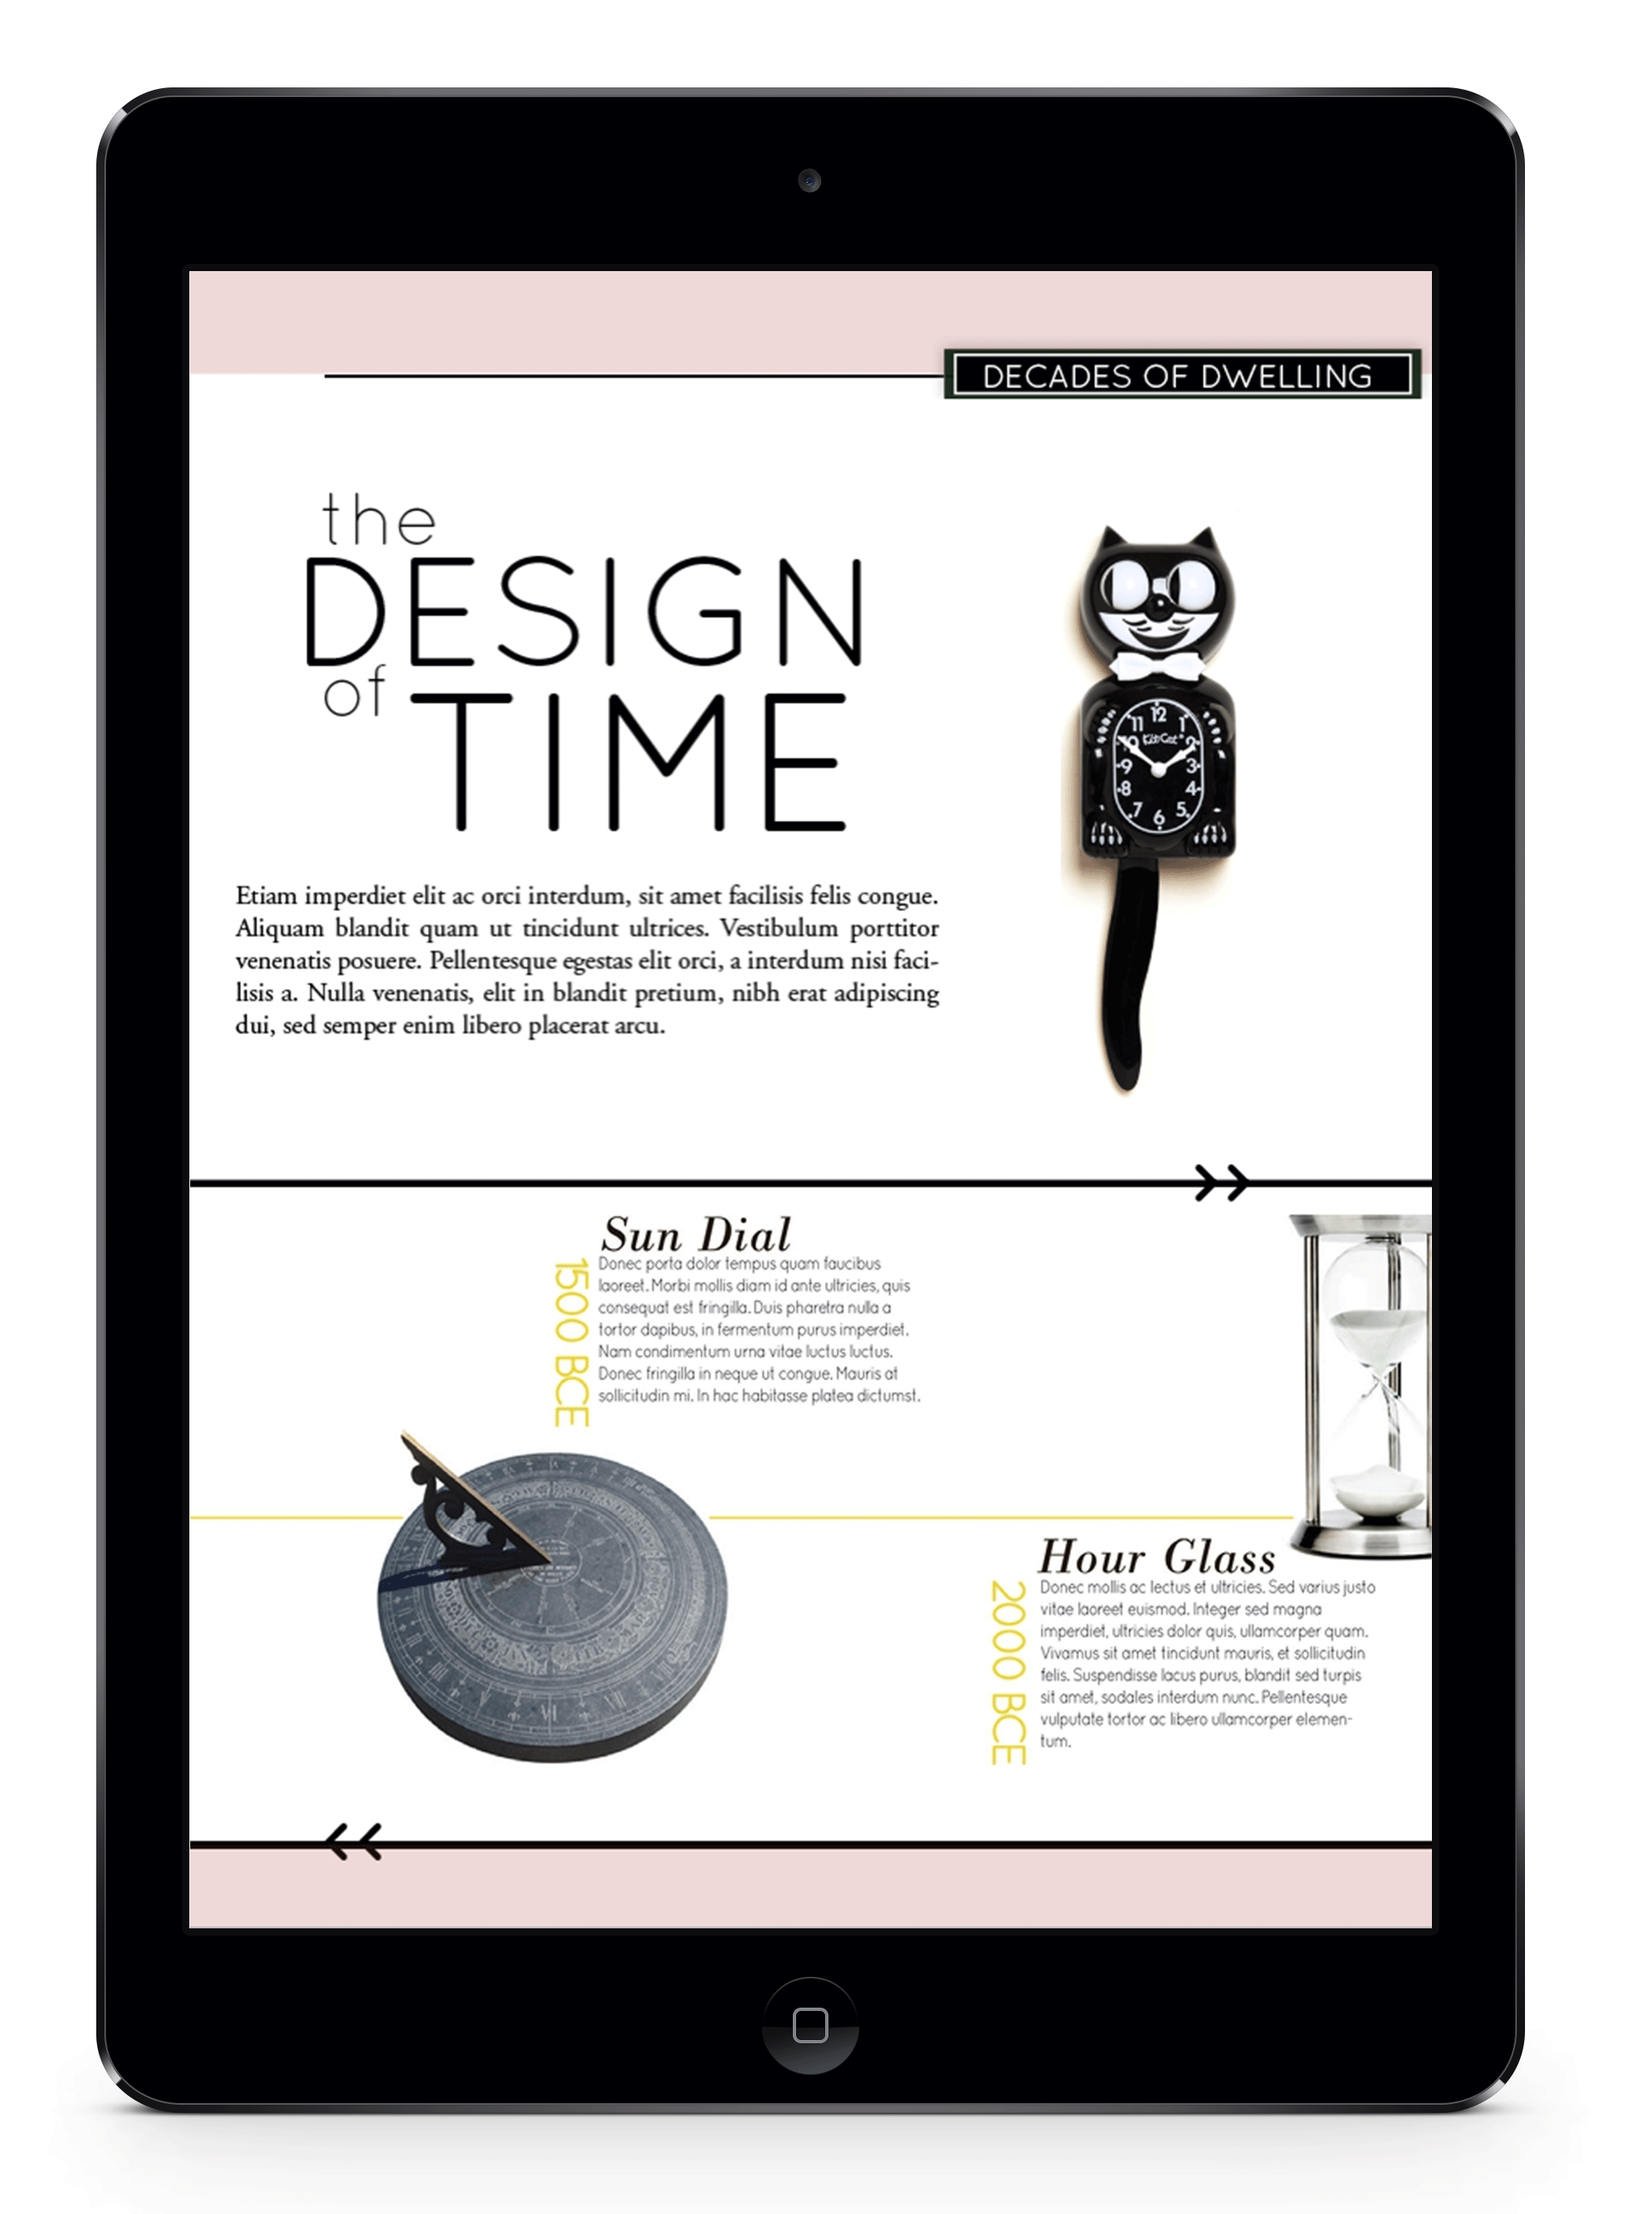 DECADES OF DWELLING
the
DESIGN
of TIME
Etiam imperdiet elit ac orci interdum, sit amet facilisis felis congue.
Aliquam blandit quam ut tincidunt ultrices. Vestibulum porttitor
venenatis posuere. Pellentesque egestas elit orci, a interdum nisi faci-
lisis a. Nulla venenatis, elit in blandit pretium, nibh erat adipiscing
dui, sed semper enim libero placerat arcu.
11 12 1
10 Kit-Cat 2
9 3
8 4
7 6 5
Sun Dial
1500 BCE
Donec porta dolor tempus quam faucibus
laoreet. Morbi mollis diam id ante ultricies, quis
consequat est fringilla. Duis pharetra nulla a
tortor dapibus, in fermentum purus imperdiet.
Nam condimentum urna vitae luctus luctus.
Donec fringilla in neque ut congue. Mauris at
sollicitudin mi. In hac habitasse platea dictumst.
Hour Glass
2000 BCE
Donec mollis ac lectus et ultricies. Sed varius justo
vitae laoreet euismod. Integer sed magna
imperdiet, ultricies dolor quis, ullamcorper quam.
Vivamus sit amet tincidunt mauris, et sollicitudin
felis. Suspendisse lacus purus, blandit sed turpis
sit amet, sodales interdum nunc. Pellentesque
vulputate tortor ac libero ullamcorper elemen-
tum.